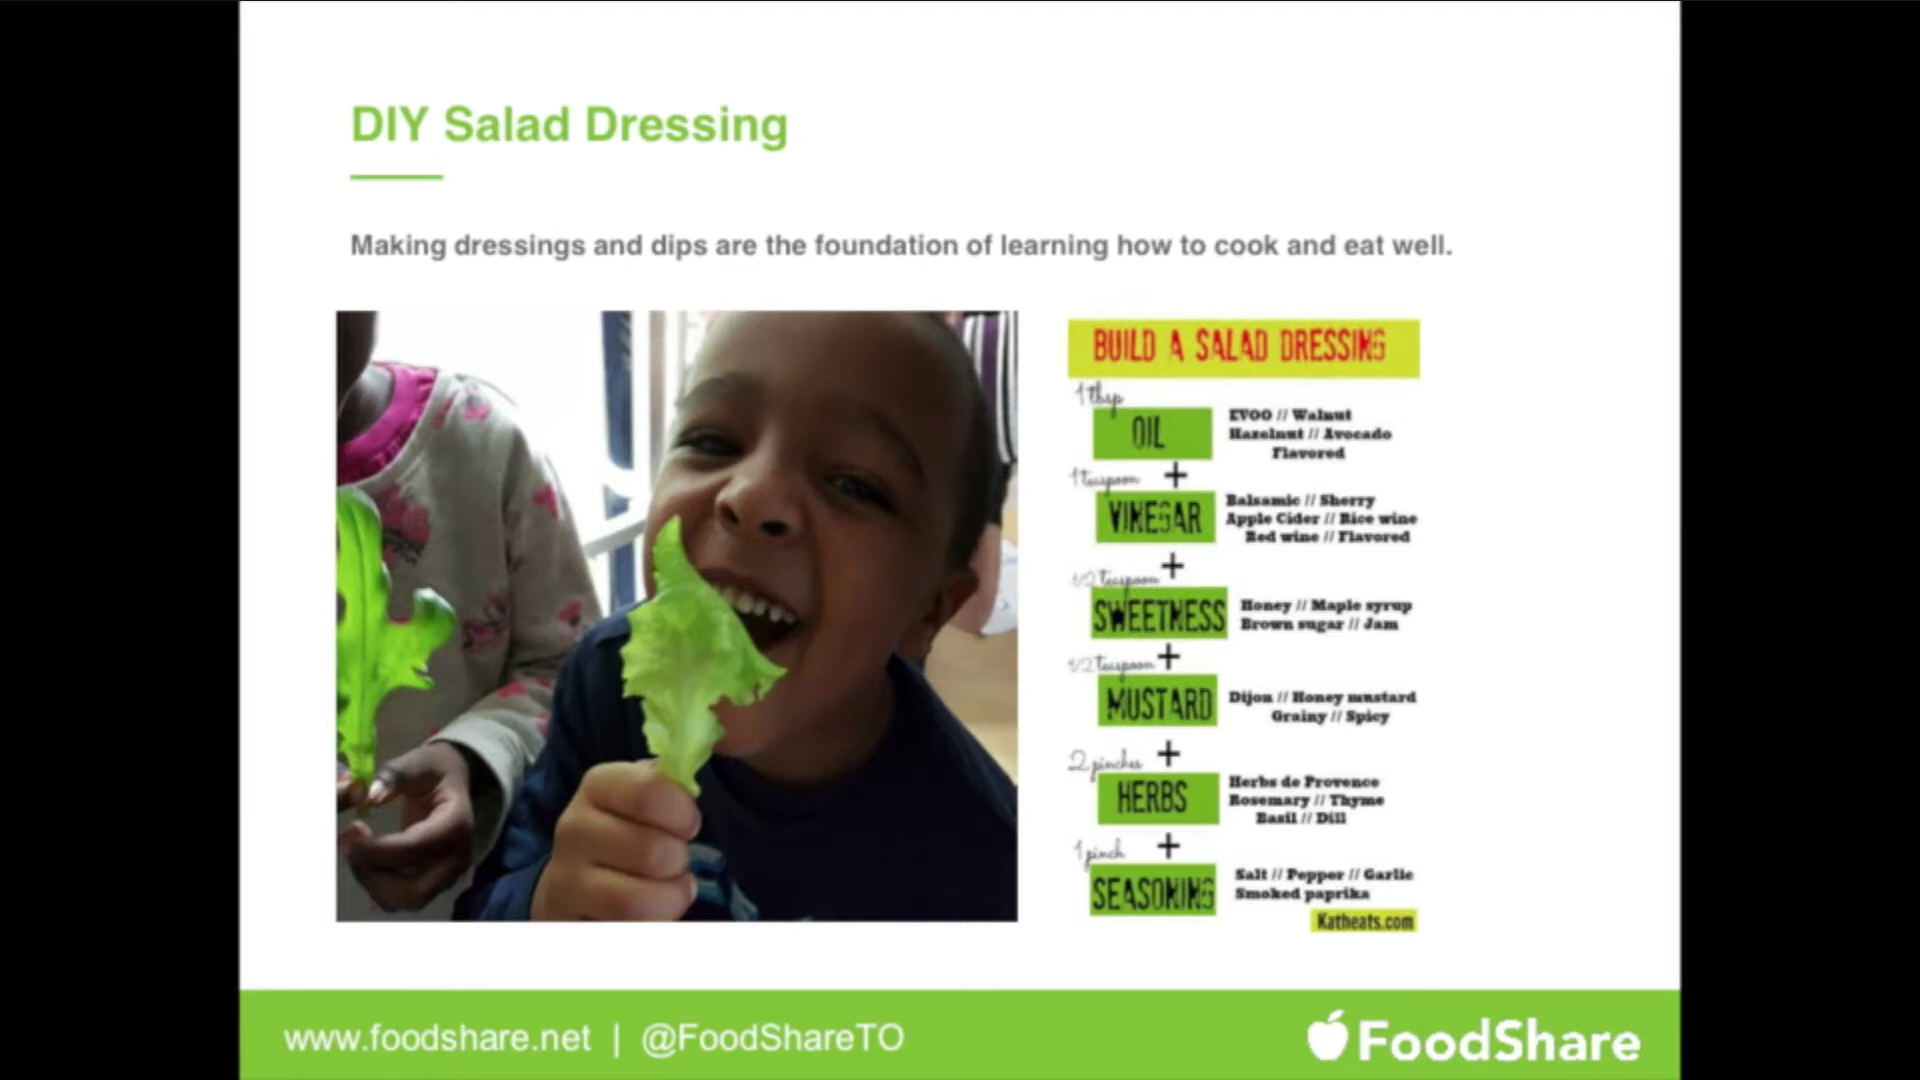 DIY Salad Dressing
Making dressings and dips are the foundation of learning how to cook and eat well.
BUILD A SALAD DRESSING
1 tbsp
OIL
EVOO // Walnut
Hazelnut // Avocado
Flavored
+
1 teaspoon
VINEGAR
Balsamic // Sherry
Apple Cider // Rice wine
Red wine // Flavored
+
1/2 teaspoon
SWEETNESS
Honey // Maple syrup
Brown sugar // Jam
+
1/2 teaspoon
MUSTARD
Dijon // Honey mustard
Grainy // Spicy
+
2 pinches
HERBS
Herbs de Provence
Rosemary // Thyme
Basil // Dill
+
1 pinch
SEASONING
Salt // Pepper // Garlic
Smoked paprika
Katheats.com
www.foodshare.net | @FoodShareTO
FoodShare